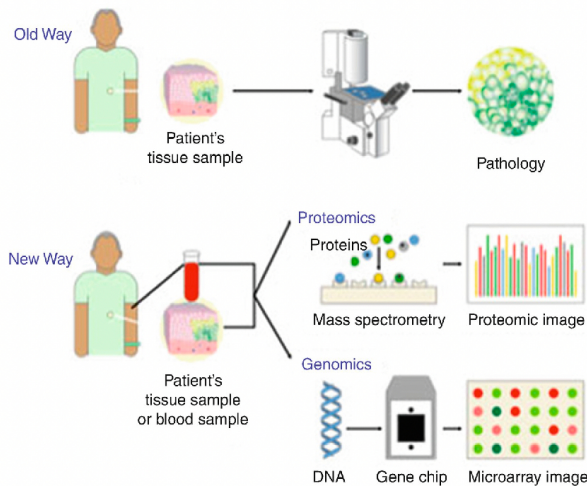 Old Way
Patient's
tissue sample
Pathology
New Way
Patient's
tissue sample
or blood sample
Proteomics
Proteins
Mass spectrometry
Proteomic image
Genomics
DNA
Gene chip
Microarray image